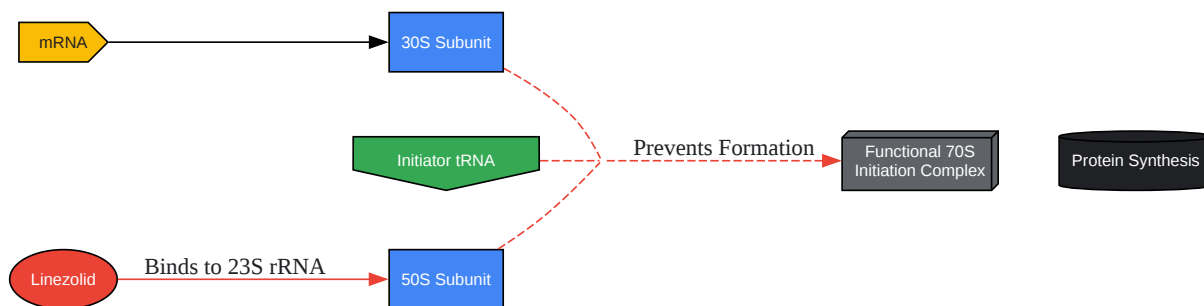 mRNA
30S Subunit
Initiator tRNA
Prevents Formation
Functional 70S
Initiation Complex
Protein Synthesis
Linezolid
Binds to 23S rRNA
50S Subunit